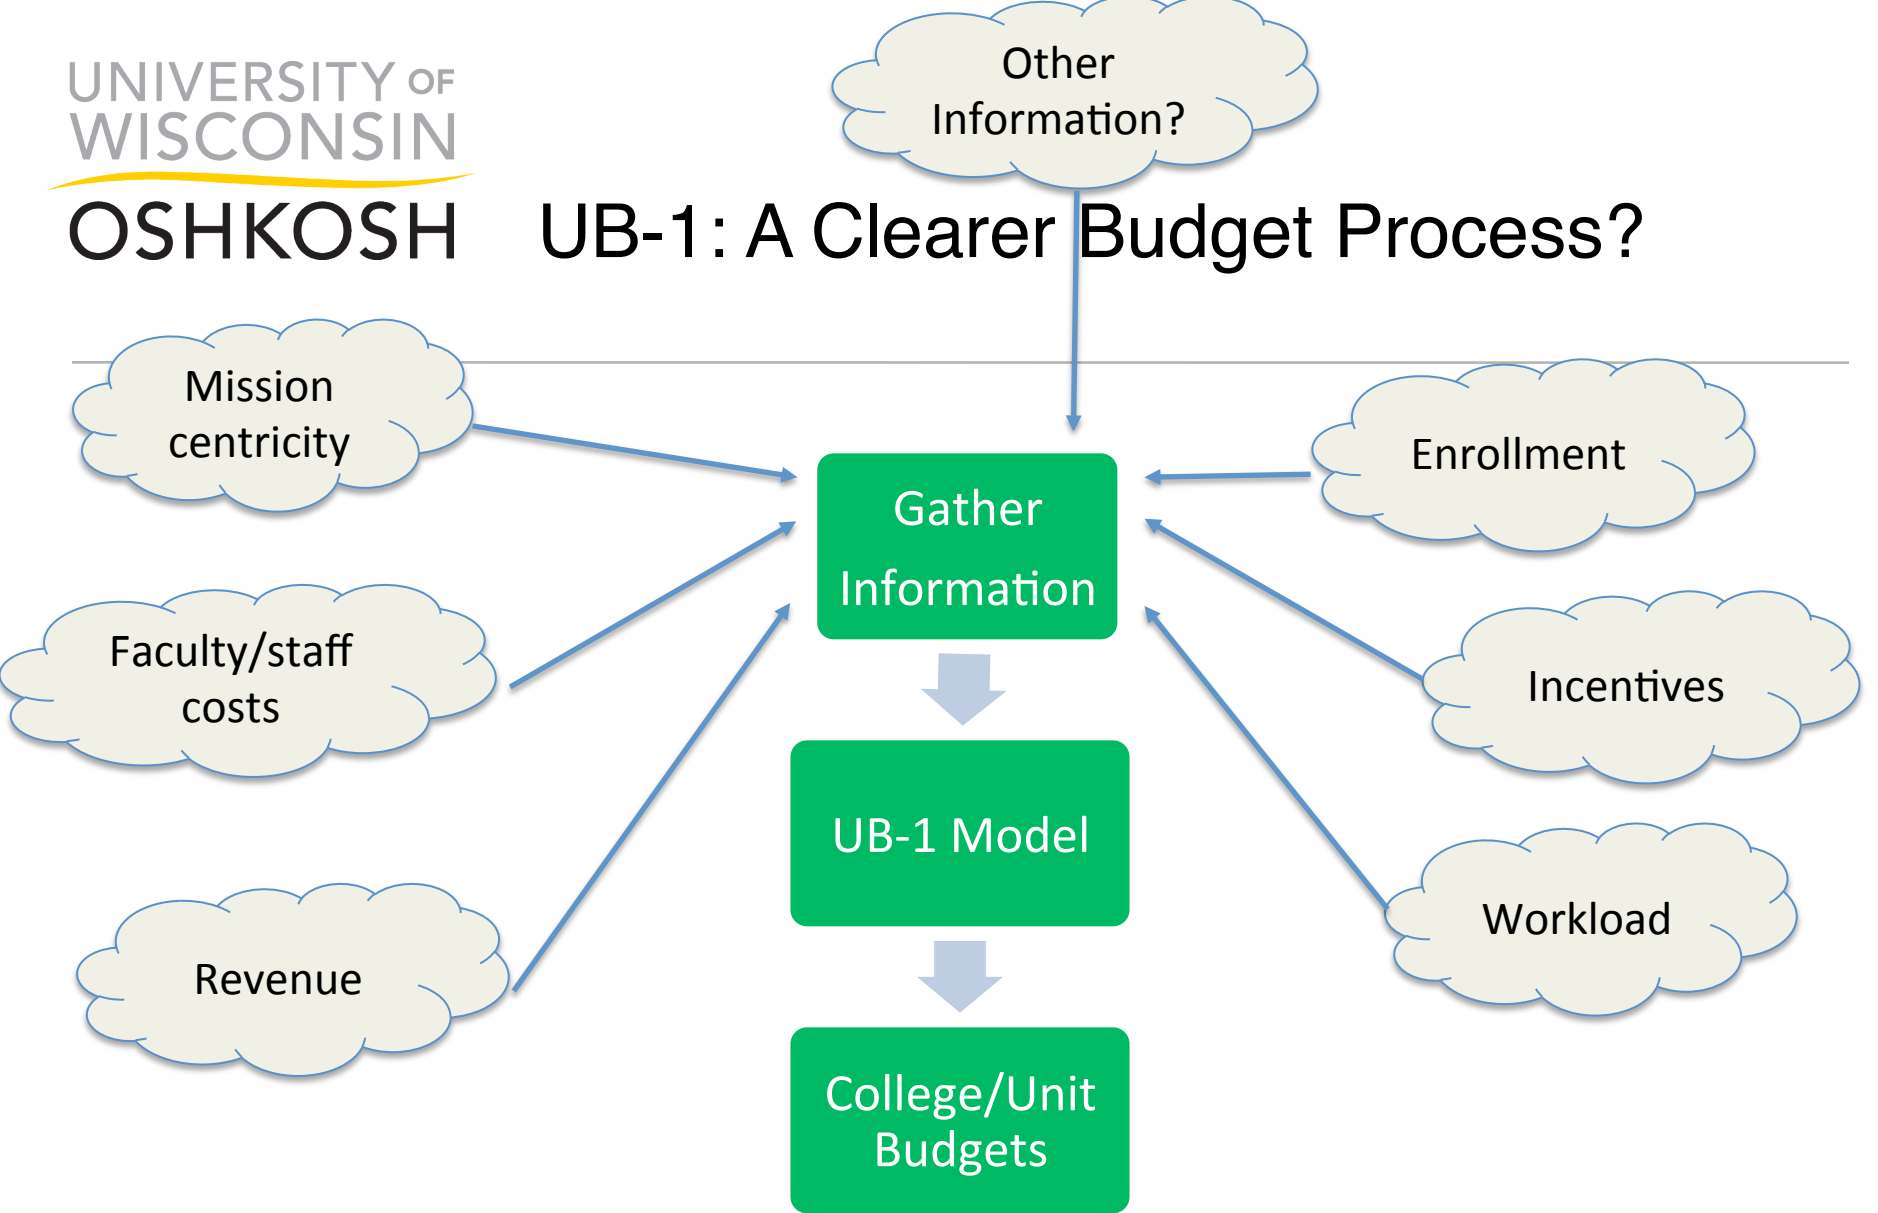 Other
Information?
UNIVERSITY OF
WISCONSIN
OSHKOSH
UB-1: A Clearer Budget Process?
Mission
centricity
Enrollment
Gather
Information
Faculty/staff
costs
Incentives
UB-1 Model
Workload
Revenue
College/Unit
Budgets